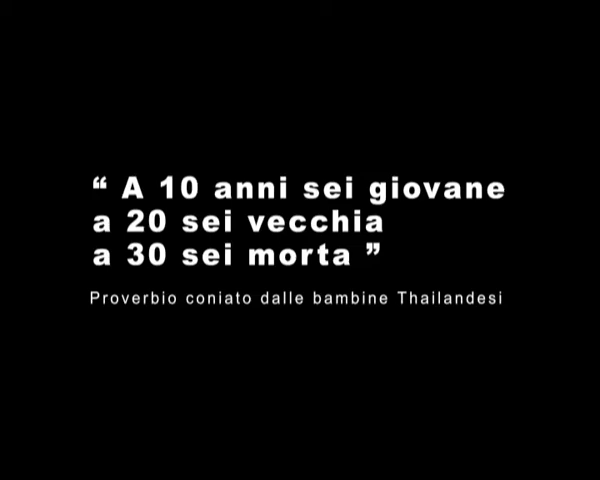 “ A 10 anni sei giovane
a 20 sei vecchia
a 30 sei morta ”
Proverbio coniato dalle bambine Thailandesi